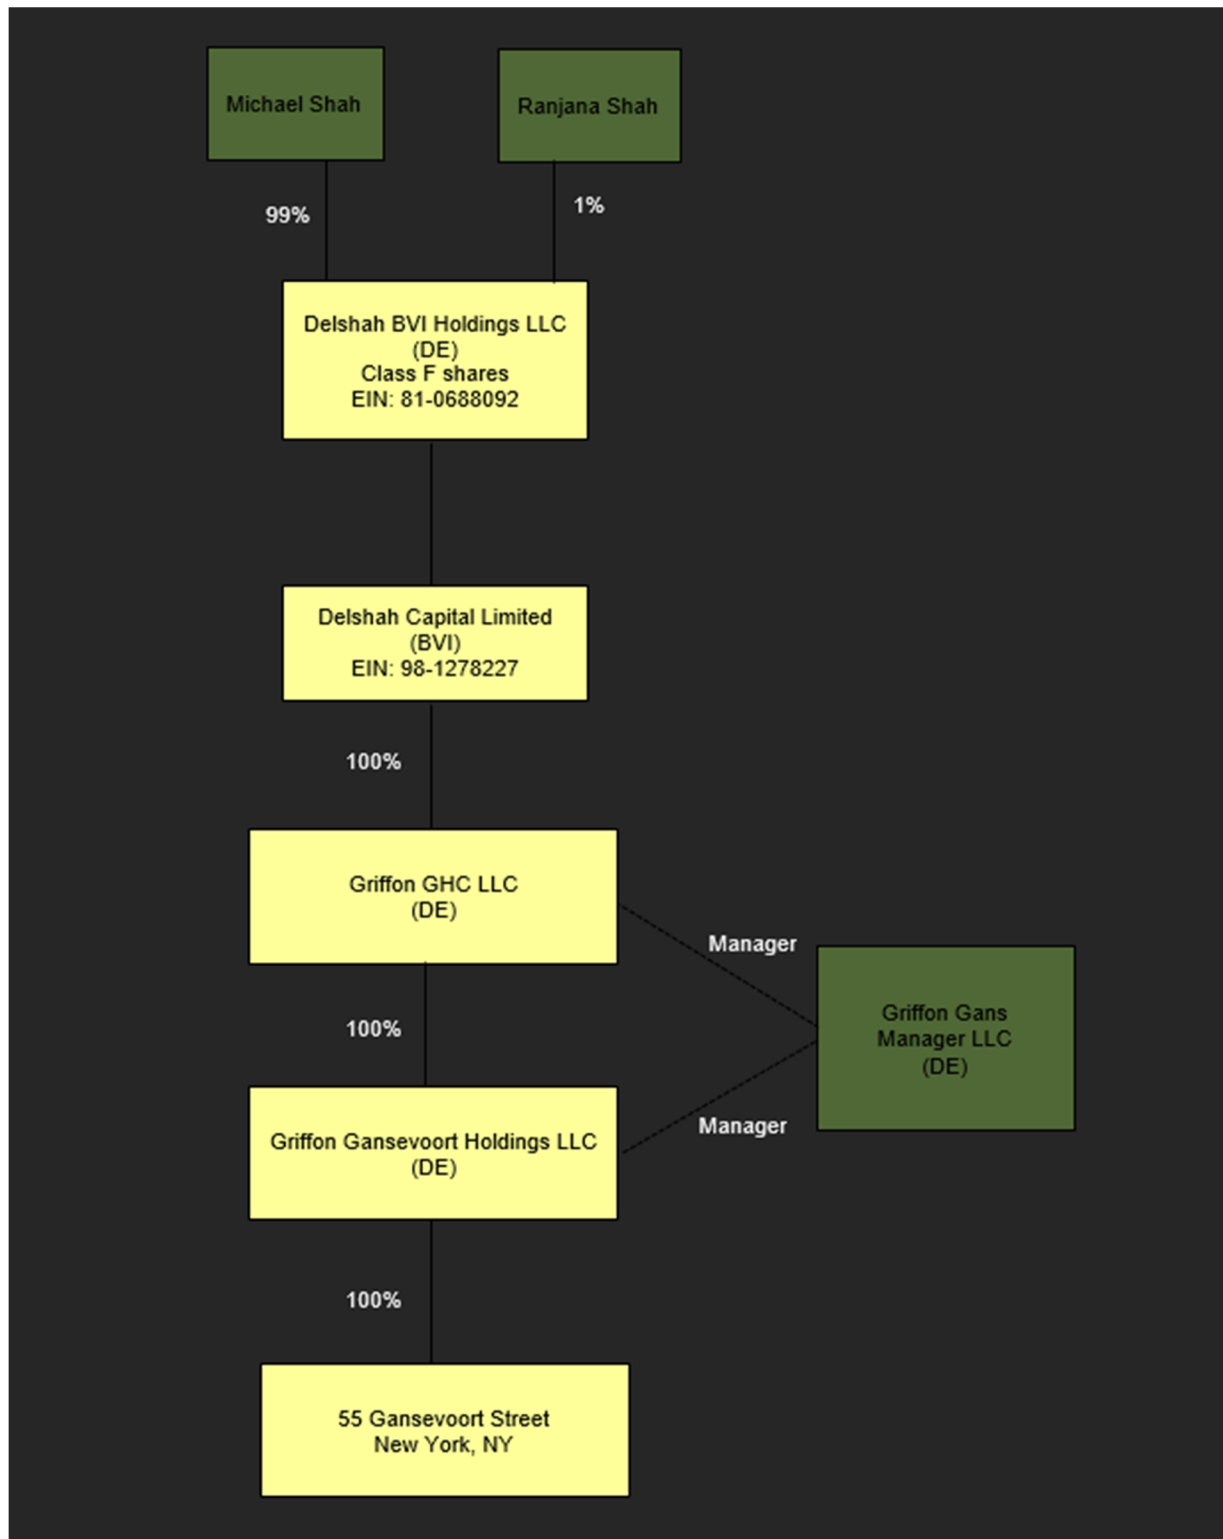 Michael Shah
Ranjana Shah
99%
1%
Delshah BVI Holdings LLC
(DE)
Class F shares
EIN: 81-0688092
Delshah Capital Limited
(BVI)
EIN: 98-1278227
100%
Griffon GHC LLC
(DE)
Manager
Griffon Gans
Manager LLC
(DE)
100%
Manager
Griffon Gansevoort Holdings LLC
(DE)
100%
55 Gansevoort Street
New York, NY